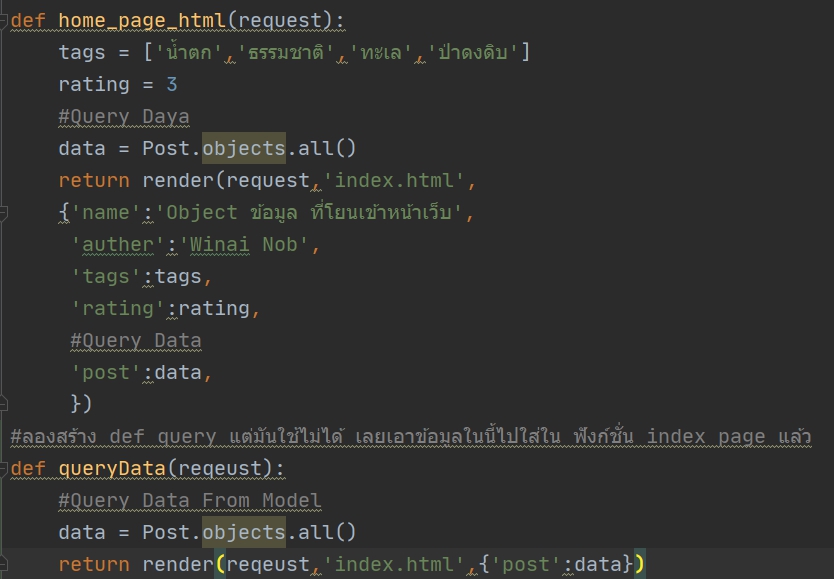 def home_page_html(request):
tags = ['น้ำตก','ธรรมชาติ','ทะเล','ป่าดงดิบ']
rating = 3
#Query Daya
data = Post.objects.all()
return render(request,'index.html',
{'name':'Object ข้อมูล ที่โยนเข้าหน้าเว็บ',
'auther':'Winai Nob',
'tags':tags,
'rating':rating,
#Query Data
'post':data,
})
#ลองสร้าง def query แต่มันใช้ไม่ได้ เลยเอาข้อมูลในนี้ไปใส่ใน ฟังก์ชั่น index page แล้ว
def queryData(reqeust):
#Query Data From Model
data = Post.objects.all()
return render(reqeust,'index.html',{'post':data})